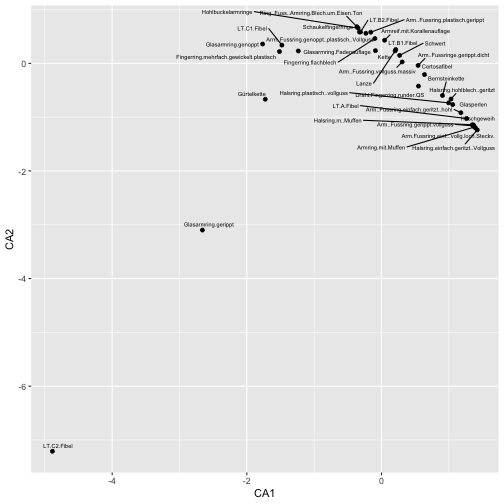 Hohlbuckelarmringe
Ring..Fuss..Armring.Blech.um.Eisen.Ton
LT.B2.Fibel
Arm..Fussring.plastisch.gerippt
Schaukelfingerring
LT.C1.Fibel
Armreif.mit.Korallenauflage
Arm..Fussring.genoppt..plastisch..Vollguss
Glasarmring.genoppt
LT.B1.Fibel
Schwert
Glasarmring.Fadenauflage
Fingerring.mehrfach.gewickelt.plastisch
Kette
Arm..Fussringe.gerippt.dicht
Fingerring.flachblech
Certosafibel
Arm..Fussring.vollguss.massiv
Bernsteinkette
Lanze
Halsring.hohlblech..geritzt
Gürtelkette
Halsring.plastisch..vollguss
Draht.Fingerring.runder.QS
LT.A.Fibel
Glasperlen
Arm..Fussring.einfach.geritzt..hohl
Hirschgeweih
Halsring.m..Muffen
Arm..Fussring.gerippt.vollguss
Arm.Fussring.einf..vollg.loch.Steckv.
Armring.mit.Muffen
Halsring.einfach.geritzt..Vollguss
Glasarmring.gerippt
LT.C2.Fibel
0
-2
-4
-6
CA2
-4
-2
0
CA1